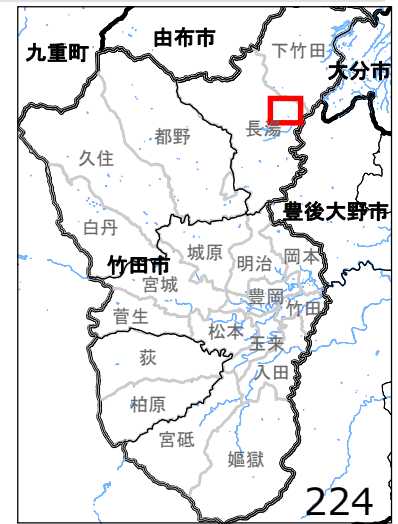 由布市
九重町
下竹田
大分市
長湯
都野
久住
豊後大野市
白丹
城原
岡本
明治
竹田市
宮城
豊岡
竹田
菅生
松本
玉来
荻
入田
柏原
宮砥
嫗獄
224